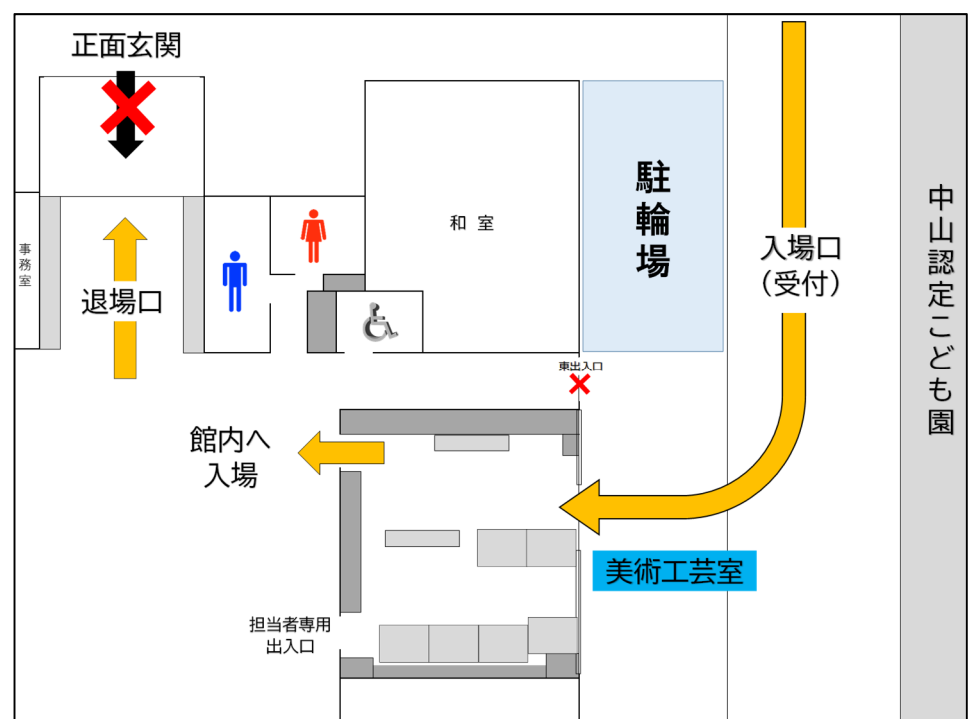 正面玄関
事務室
退場口
和室
駐輪場
入場口
（受付）
中山認定こども園
東出入口
館内へ
入場
美術工芸室
担当者専用
出入口